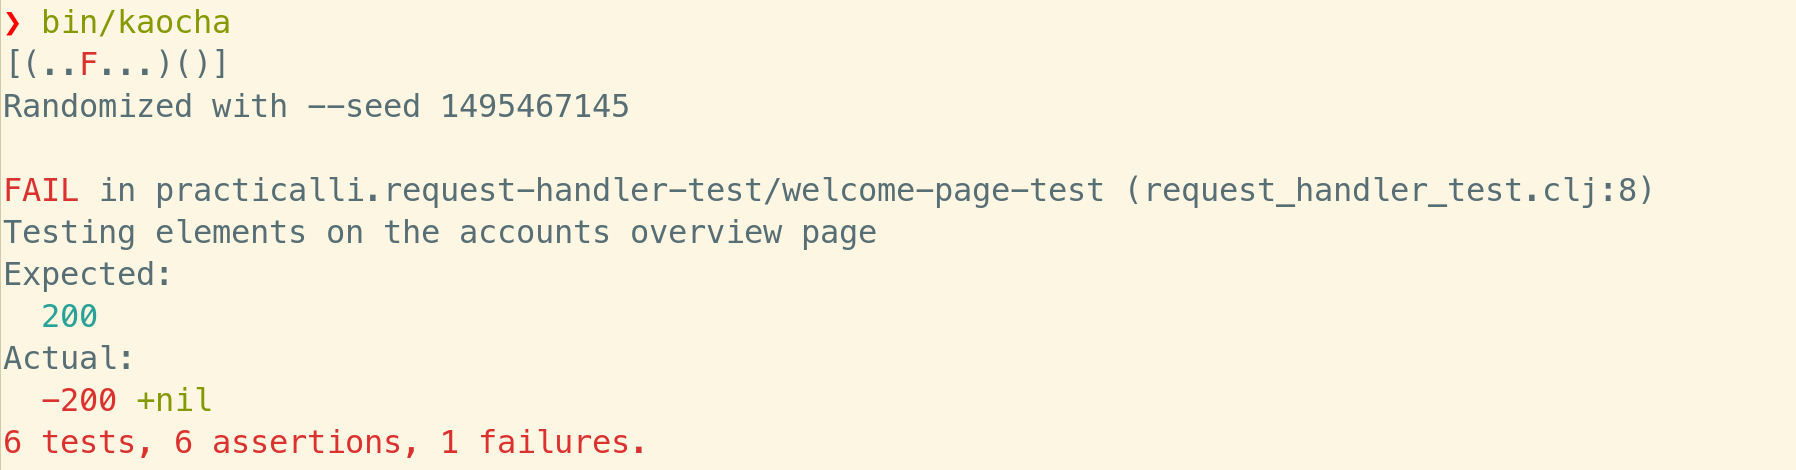 ❯ bin/kaocha
[(..F...)()]
Randomized with --seed 1495467145

FAIL in practicalli.request-handler-test/welcome-page-test (request_handler_test.clj:8)
Testing elements on the accounts overview page
Expected:
  200
Actual:
  -200 +nil
6 tests, 6 assertions, 1 failures.